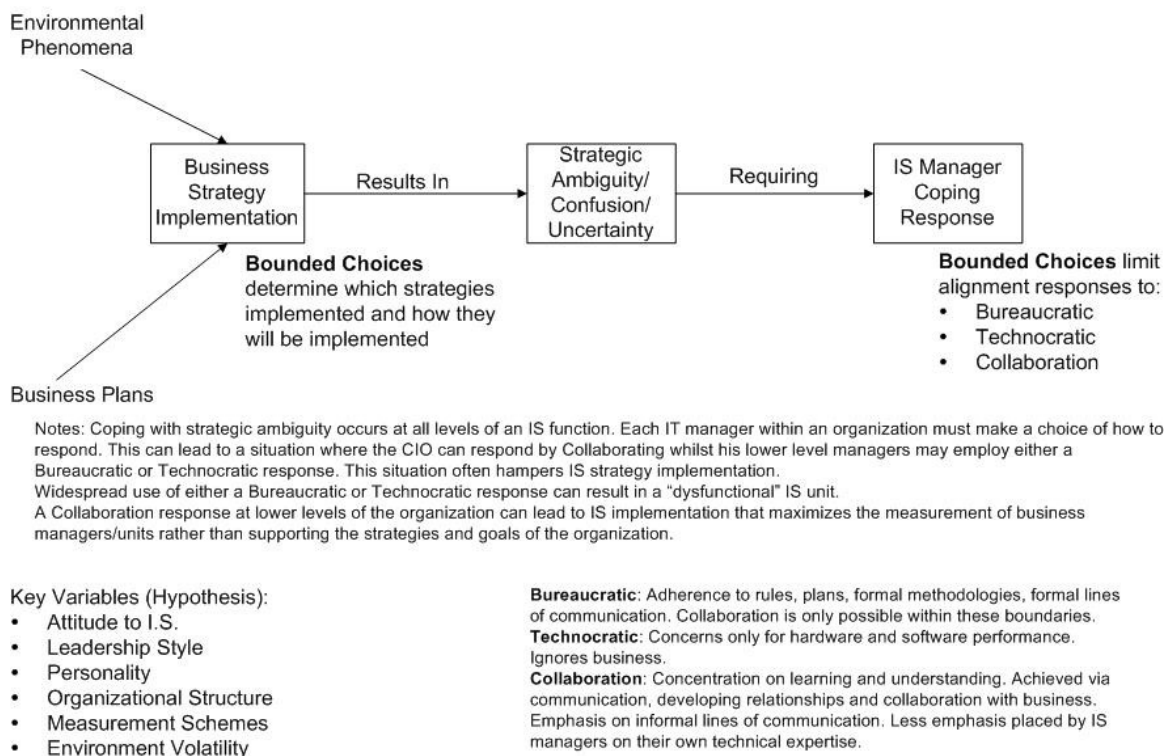 Environmental
Phenomena
Business
Strategy
Implementation
Results In
Strategic
Ambiguity/
Confusion/
Uncertainty
Requiring
IS Manager
Coping
Response
Bounded Choices
determine which strategies
implemented and how they
will be implemented
Bounded Choices limit
alignment responses to:
• Bureaucratic
• Technocratic
• Collaboration
Business Plans
Notes: Coping with strategic ambiguity occurs at all levels of an IS function. Each IT manager within an organization must make a choice of how to
respond. This can lead to a situation where the CIO can respond by Collaborating whilst his lower level managers may employ either a
Bureaucratic or Technocratic response. This situation often hampers IS strategy implementation.
Widespread use of either a Bureaucratic or Technocratic response can result in a “dysfunctional” IS unit.
A Collaboration response at lower levels of the organization can lead to IS implementation that maximizes the measurement of business
managers/units rather than supporting the strategies and goals of the organization.
Key Variables (Hypothesis):
• Attitude to I.S.
• Leadership Style
• Personality
• Organizational Structure
• Measurement Schemes
• Environment Volatility
Bureaucratic: Adherence to rules, plans, formal methodologies, formal lines
of communication. Collaboration is only possible within these boundaries.
Technocratic: Concerns only for hardware and software performance.
Ignores business.
Collaboration: Concentration on learning and understanding. Achieved via
communication, developing relationships and collaboration with business.
Emphasis on informal lines of communication. Less emphasis placed by IS
managers on their own technical expertise.